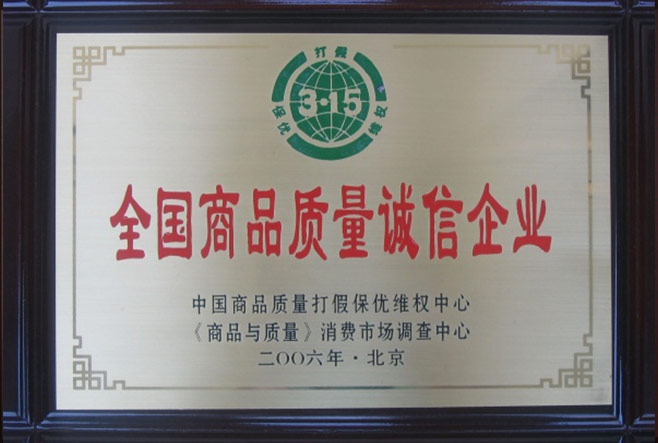 打假
保优
3·15
维权
全国商品质量诚信企业
中国商品质量打假保优维权中心
《商品与质量》消费市场调查中心
二OO六年·北京